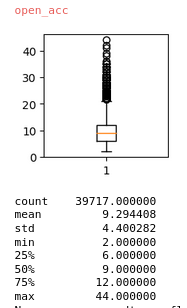 open_acc
40
30
20
10
0
1
count 39717.000000
mean 9.294408
std 4.400282
min 2.000000
25% 6.000000
50% 9.000000
75% 12.000000
max 44.000000